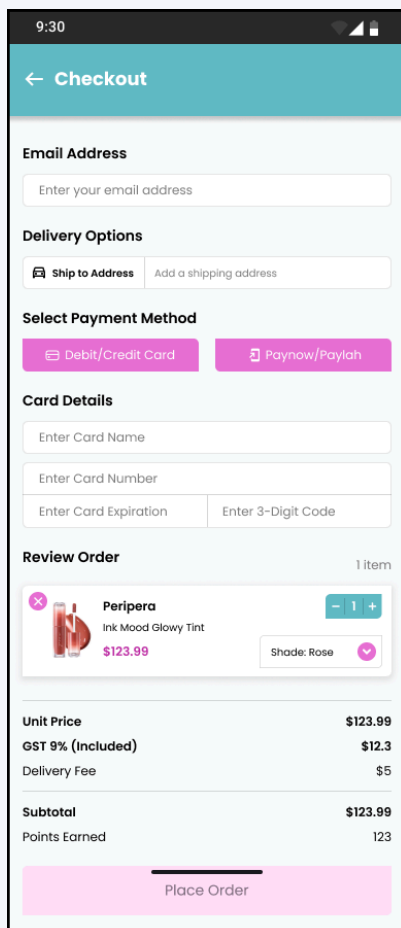 9:30
Checkout
Email Address
Enter your email address
Delivery Options
Ship to Address Add a shipping address
Select Payment Method
Debit/Credit Card Paynow/Paylah
Card Details
Enter Card Name
Enter Card Number
Enter Card Expiration Enter 3-Digit Code
Review Order 1 item
Peripera - 1 +
Ink Mood Glowy Tint
$123.99 Shade: Rose
Unit Price $123.99
GST 9% (Included) $12.3
Delivery Fee $5
Subtotal $123.99
Points Earned 123
Place Order